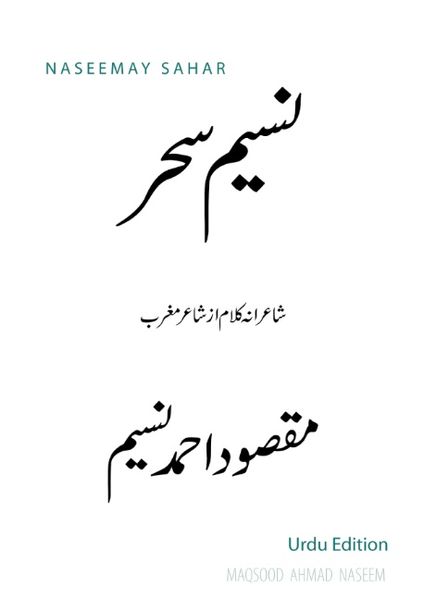 NASEEMAY SAHAR
نسیم سحر
شاعرانہ کلام از شاعر مغرب
مقصود احمد نسیم
Urdu Edition
MAQSOOD AHMAD NASEEM